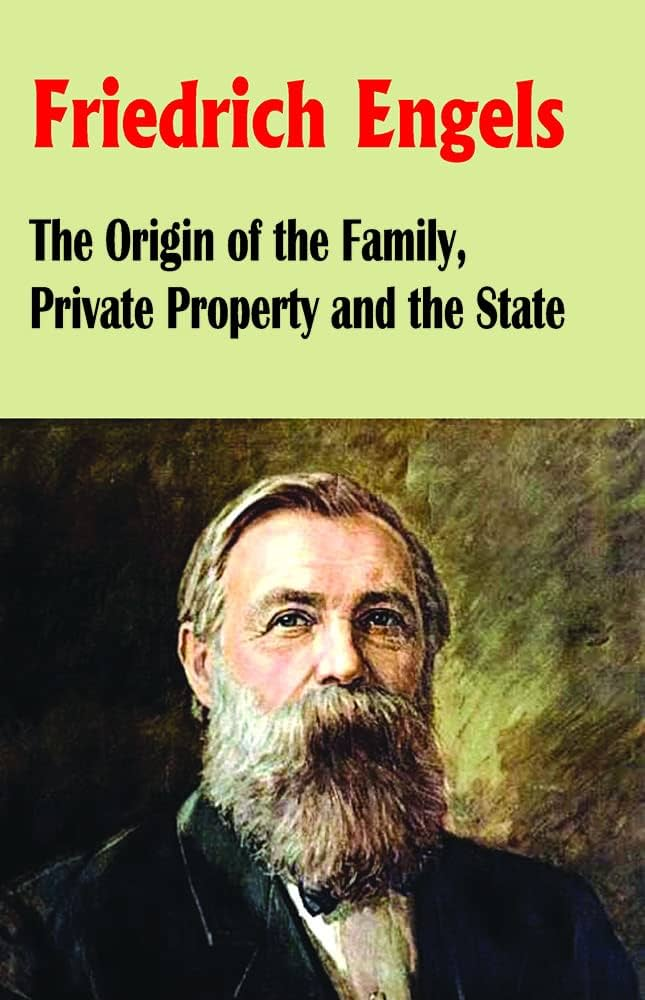 Friedrich Engels
The Origin of the Family,
Private Property and the State